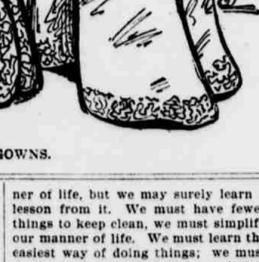 GOWNS.
ner of life, but we may surely learn
lesson from it. We must have fewe
things to keep clean, we must simplif
our manner of life. We must learn th
easiest way of doing things; we mus